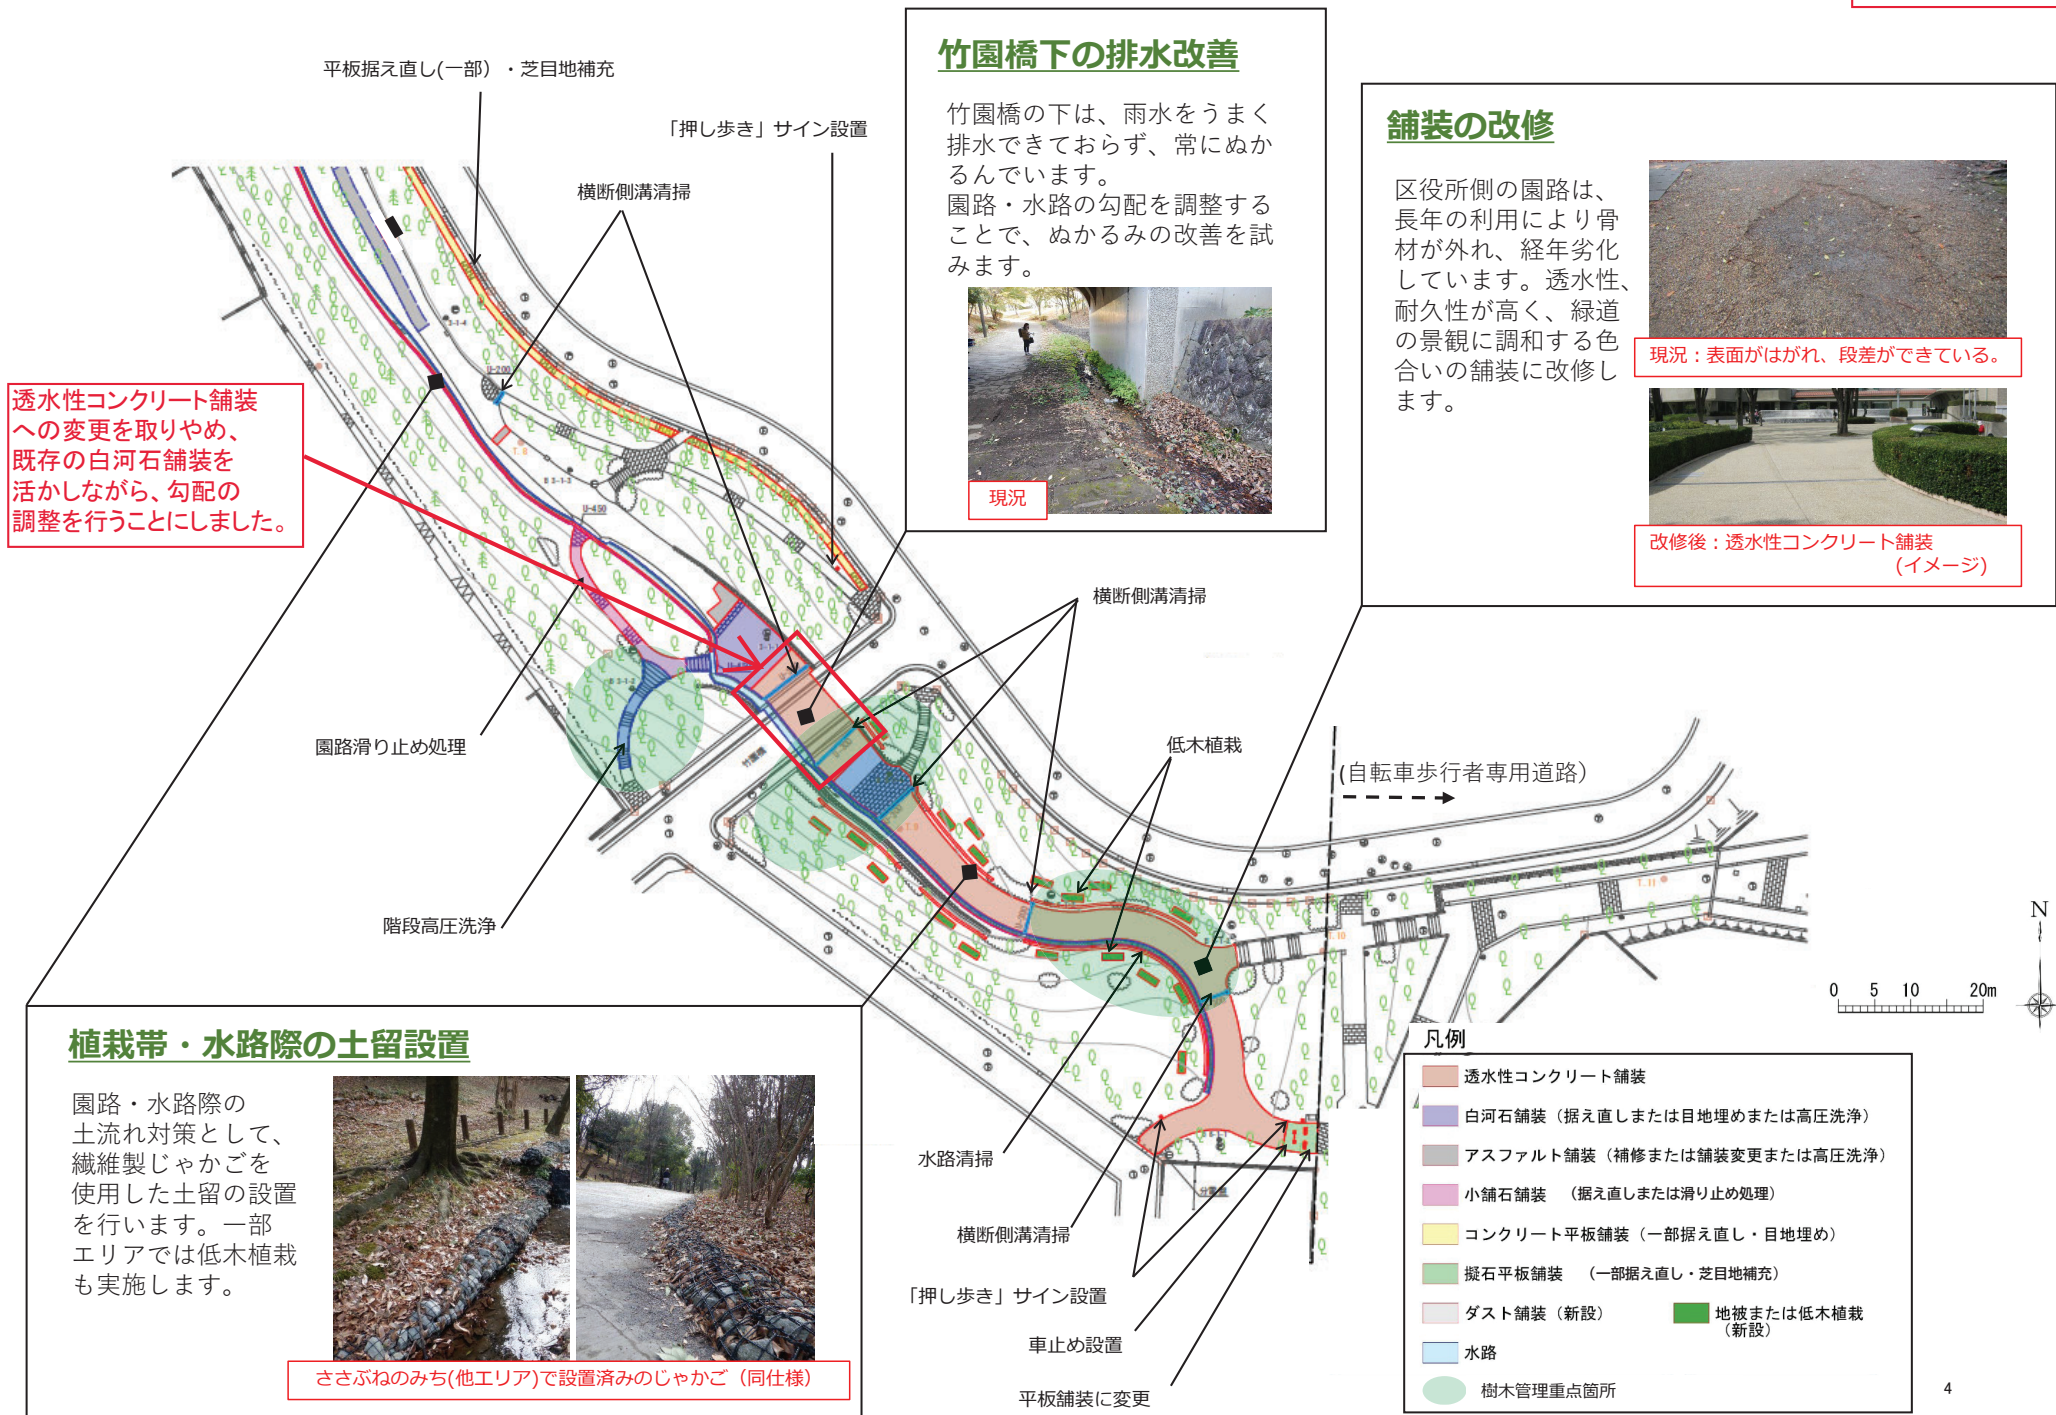 平板据え直し(一部）・芝目地補充
「押し歩き」サイン設置
横断側溝清掃
竹園橋下の排水改善
竹園橋の下は、雨水をうまく
排水できておらず、常にぬか
るんでいます。
園路・水路の勾配を調整する
ことで、ぬかるみの改善を試
みます。
現況
舗装の改修
区役所側の園路は、
長年の利用により骨
材が外れ、経年劣化
しています。透水性、
耐久性が高く、緑道
の景観に調和する色
合いの舗装に改修し
ます。
現況：表面がはがれ、段差ができている。
改修後：透水性コンクリート舗装
(イメージ)
透水性コンクリート舗装
への変更を取りやめ、
既存の白河石舗装を
活かしながら、勾配の
調整を行うことにしました。
U-200
U-450
横断側溝清掃
園路滑り止め処理
竹園橋
低木植栽
(自転車歩行者専用道路）
階段高圧洗浄
T.9
T.10
T.11
植栽帯・水路際の土留設置
園路・水路際の
土流れ対策として、
繊維製じゃかごを
使用した土留の設置
を行います。一部
エリアでは低木植栽
も実施します。
ささぶねのみち(他エリア)で設置済みのじゃかご（同仕様）
水路清掃
横断側溝清掃
「押し歩き」サイン設置
車止め設置
平板舗装に変更
N
0 5 10 20m
凡例
透水性コンクリート舗装
白河石舗装（据え直しまたは目地埋めまたは高圧洗浄）
アスファルト舗装（補修または舗装変更または高圧洗浄）
小舗石舗装　（据え直しまたは滑り止め処理）
コンクリート平板舗装（一部据え直し・目地埋め）
擬石平板舗装　（一部据え直し・芝目地補充）
ダスト舗装（新設）
地被または低木植栽
（新設）
水路
樹木管理重点箇所
4